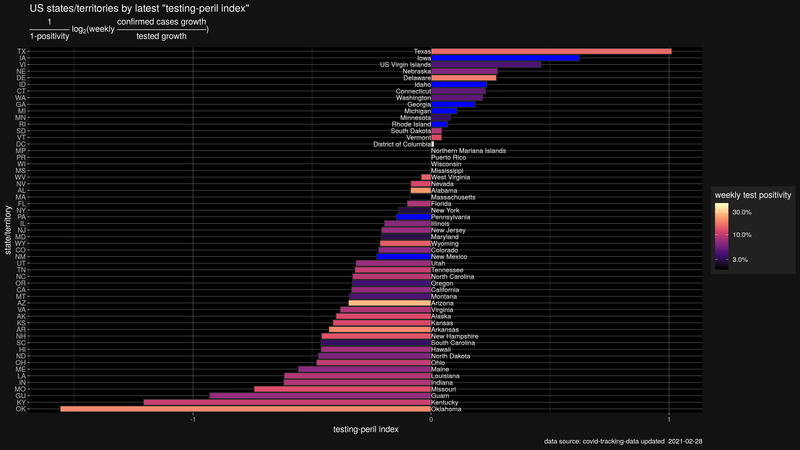 US states/territories by latest "testing-peril index"
1 confirmed cases growth
log2(weekly )
1-positivity tested growth
TX Texas
IA Iowa
VI US Virgin Islands
NE Nebraska
DE Delaware
ID Idaho
CT Connecticut
WA Washington
GA Georgia
MI Michigan
MN Minnesota
RI Rhode Island
SD South Dakota
VT Vermont
DC District of Columbia
MP Northern Mariana Islands
PR Puerto Rico
WI Wisconsin
MS Mississippi
WV West Virginia
NV Nevada
AL Alabama
MA Massachusetts
FL Florida
NY New York
PA Pennsylvania
IL Illinois
NJ New Jersey
MD Maryland
WY Wyoming
CO Colorado
NM New Mexico
UT Utah
TN Tennessee
NC North Carolina
OR Oregon
CA California
MT Montana
AZ Arizona
VA Virginia
AK Alaska
KS Kansas
AR Arkansas
NH New Hampshire
SC South Carolina
HI Hawaii
ND North Dakota
OH Ohio
ME Maine
LA Louisiana
IN Indiana
MO Missouri
GU Guam
KY Kentucky
OK Oklahoma
state/territory
-1 0 1
testing-peril index
weekly test positivity
30.0%
10.0%
3.0%
data source: covid-tracking-data updated 2021-02-28